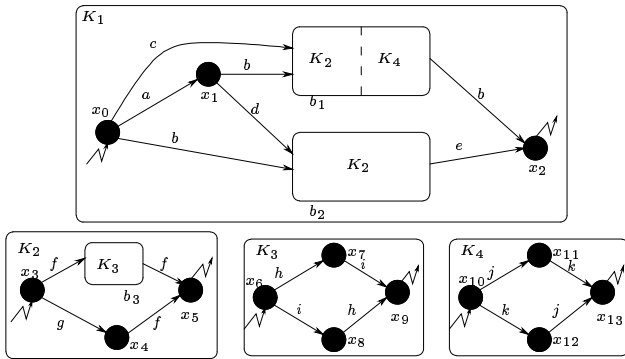 K₁
c
K₂ K₄
b
b
a
x₁
b₁
x₀
d
b
e
K₂
x₂
b₂
K₂
x₃
f
K₃
f
b₃
x₅
g
f
x₄
K₃
x₇
x₆
h
i
x₉
i
h
x₈
K₄
x₁₁
x₁₀
j
k
x₁₃
k
j
x₁₂